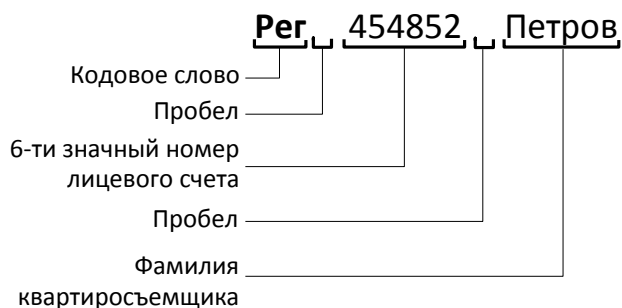 Рег 454852 Петров
Кодовое слово
Пробел
6-ти значный номер
лицевого счета
Пробел
Фамилия
квартиросъемщика